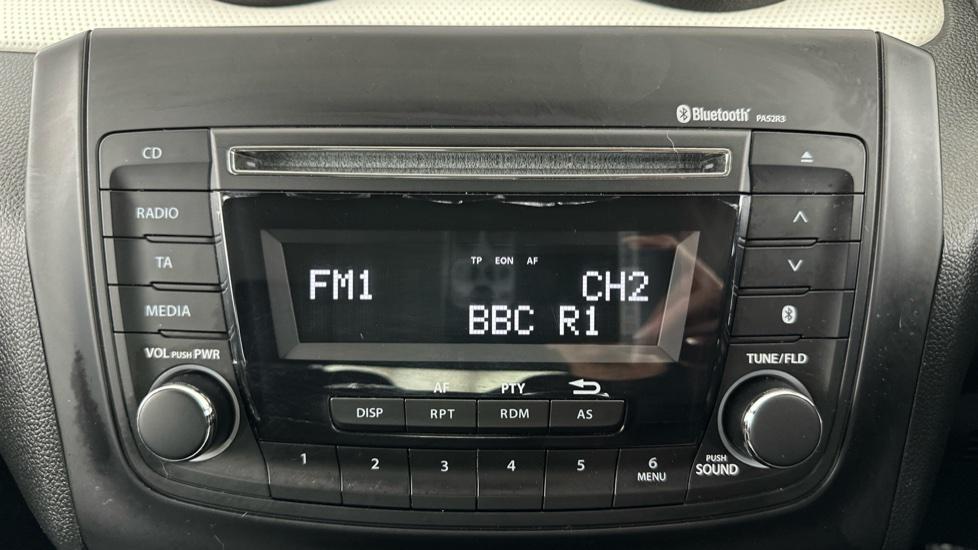 Bluetooth PA52R3
CD
RADIO
TA
MEDIA
TP EON AF
FM1 CH2
BBC R1
VOL PUSH PWR
TUNE/FLD
AF PTY
DISP RPT RDM AS
1 2 3 4 5 6
MENU
PUSH
SOUND